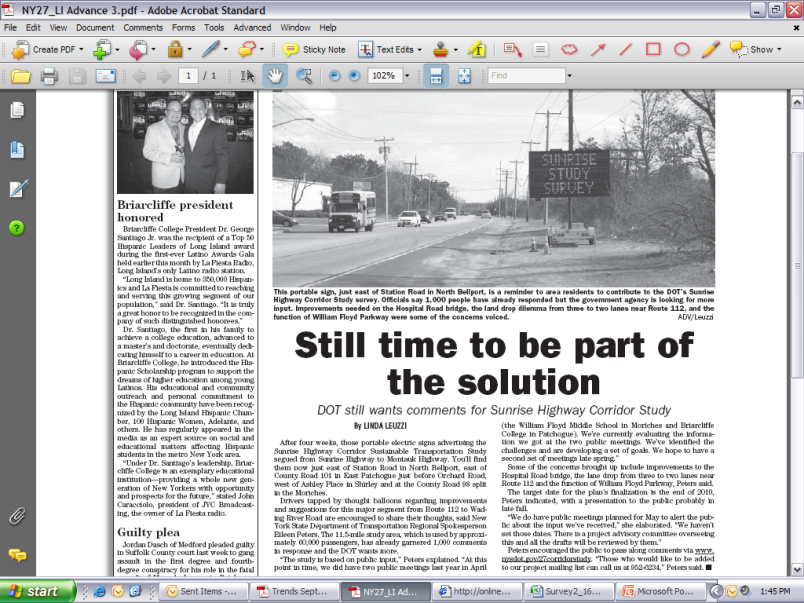 NY27_LI Advance 3.pdf - Adobe Acrobat Standard
File Edit View Document Comments Forms Tools Advanced Window Help
Create PDF Sticky Note Text Edits Show
1 / 1 102% Find
SUNRISE
STUDY
SURVEY
This portable sign, just east of Station Road in North Bellport, is a reminder to area residents to contribute to the DOT's Sunrise
Highway Corridor Study survey. Officials say 1,000 people have already responded but the government agency is looking for more
input. Improvements needed on the Hospital Road bridge, the land drop dilemma from three to two lanes near Route 112, and the
function of William Floyd Parkway were some of the concerns voiced. ADV/Leuzzi
Briarcliffe president
honored
Briarcliffe College President Dr. George
Santiago Jr. was the recipient of a Top 50
Hispanic Leaders of Long Island award
during the first-ever Latino Awards Gala
held earlier this month by La Fiesta Radio,
Long Island's only Latino radio station.
"Long Island is home to 350,000 Hispan-
ics and La Fiesta is committed to reaching
and serving this growing segment of our
population," said Dr. Santiago. "It is truly
a great honor to be recognized in the com-
pany of such distinguished honorees."
Dr. Santiago, the first in his family to
achieve a college education, advanced to
a master's and doctorate, eventually dedi-
cating himself to a career in education. At
Briarcliffe College, he introduced the His-
panic Scholarship program to support the
dreams of higher education among young
Latinos. His educational and community
outreach and personal commitment to
the Hispanic community have been recog-
nized by the Long Island Hispanic Cham-
ber, 100 Hispanic Women, Adelante, and
others. He has regularly appeared in the
media as an expert source on social and
educational matters affecting Hispanic
students in the metro New York area.
"Under Dr. Santiago's leadership, Briar-
cliffe College is an exemplary educational
institution—providing a whole new gen-
eration of New Yorkers with opportunity
and prospects for the future," stated John
Caracciolo, president of JVC Broadcast-
ing, the owner of La Fiesta radio.
Guilty plea
Jordan Dasch of Medford pleaded guilty
in Suffolk County court last week to gang
assault in the first degree and fourth-
degree conspiracy for his role in the fatal
Still time to be part of
the solution
DOT still wants comments for Sunrise Highway Corridor Study
By LINDA LEUZZI
After four weeks, those portable electric signs advertising the
Sunrise Highway Corridor Sustainable Transportation Study
segued from Sunrise Highway to Montauk Highway. You'll find
them now just east of Station Road in North Bellport, east of
County Road 101 in East Patchogue just before Orchard Road,
west of Ashley Place in Shirley and at the County Road 98 split
in the Moriches.
Drivers tapped by thought balloons regarding improvements
and suggestions for this major segment from Route 112 to Wad-
ing River Road are encouraged to share their thoughts, said New
York State Department of Transportation Regional Spokesperson
Eileen Peters. The 11.5-mile study area, which is used by approxi-
mately 60,000 passengers, has already garnered 1,000 comments
in response and the DOT wants more.
"The study is based on public input," Peters explained. "At this
point in time, we did have two public meetings last year in April
(the William Floyd Middle School in Moriches and Briarcliffe
College in Patchogue). We're currently evaluating the informa-
tion we got at the two public meetings. We've identified the
challenges and are developing a set of goals. We hope to have a
second set of meetings late spring."
Some of the concerns brought up include improvements to the
Hospital Road bridge, the land drop from three to two lanes near
Route 112 and the function of William Floyd Parkway, Peters said.
The target date for the plan's finalization is the end of 2010,
Peters indicated, with a presentation to the public probably in
late fall.
"We do have public meetings planned for May to alert the pub-
lic about the input we've received," she elaborated. "We haven't
set those dates. There is a project advisory committee overseeing
this and all the drafts will be reviewed by them."
Peters encouraged the public to pass along comments via www.
nysdot.gov/27corridorstudy. "Those who would like to be added
to our project mailing list can call us at 952-6234," Peters said.
start Sent Items -... Trends Sept... NY27_LI Ad... http://online... Survey2_16... Microsoft Po... 1:45 PM